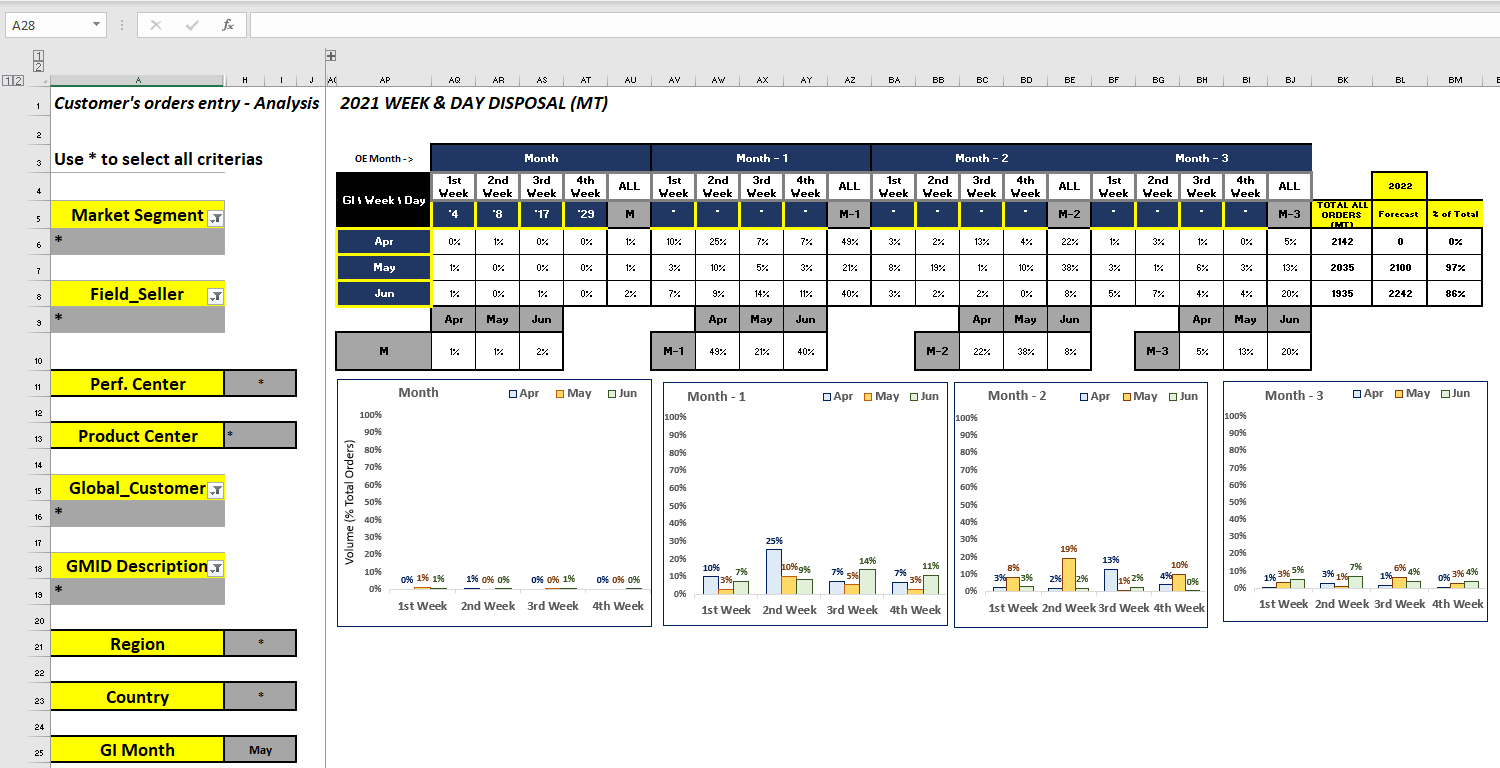 A28
fx
1
2
1 2
A H I J AC AP AQ AR AS AT AU AV AW AX AY AZ BA BB BC BD BE BF BG BH BI BJ BK BL BM
1 Customer's orders entry - Analysis 2021 WEEK & DAY DISPOSAL (MT)
2
3 Use * to select all criterias OE Month -> Month Month - 1 Month - 2 Month - 3
4 GI \ Week \ Day 1st Week 2nd Week 3rd Week 4th Week ALL 1st Week 2nd Week 3rd Week 4th Week ALL 1st Week 2nd Week 3rd Week 4th Week ALL 1st Week 2nd Week 3rd Week 4th Week ALL 2022
5 Market Segment '4 '8 '17 '29 M - - - - M-1 - - - - M-2 - - - - M-3 TOTAL ALL ORDERS (MT) Forecast % of Total
6 * Apr 0% 1% 0% 0% 1% 10% 25% 7% 7% 49% 3% 2% 13% 4% 22% 1% 3% 1% 0% 5% 2142 0 0%
7 May 1% 0% 0% 0% 1% 3% 10% 5% 3% 21% 8% 19% 1% 10% 38% 3% 1% 6% 3% 13% 2035 2100 97%
8 Field_Seller Jun 1% 0% 1% 0% 2% 7% 9% 14% 11% 40% 3% 2% 2% 0% 8% 5% 7% 4% 4% 20% 1935 2242 86%
9 * Apr May Jun Apr May Jun Apr May Jun Apr May Jun
10 M 1% 1% 2% M-1 49% 21% 40% M-2 22% 38% 8% M-3 5% 13% 20%
11 Perf. Center *
12
13 Product Center *
14
15 Global_Customer
16 *
17
18 GMID Description
19 *
20
21 Region *
22
23 Country *
24
25 GI Month May
Month Apr May Jun
Volume (% Total Orders)
100%
90%
80%
70%
60%
50%
40%
30%
20%
10%
0%
0% 1% 1% 1% 0% 0% 0% 0% 1% 0% 0% 0%
1st Week 2nd Week 3rd Week 4th Week
Month - 1 Apr May Jun
100%
90%
80%
70%
60%
50%
40%
30%
20%
10%
0%
10% 3% 7% 25% 10% 9% 7% 5% 14% 7% 3% 11%
1st Week 2nd Week 3rd Week 4th Week
Month - 2 Apr May Jun
100%
90%
80%
70%
60%
50%
40%
30%
20%
10%
0%
3% 8% 3% 2% 19% 2% 13% 1% 2% 4% 10% 0%
1st Week 2nd Week 3rd Week 4th Week
Month - 3 Apr May Jun
100%
90%
80%
70%
60%
50%
40%
30%
20%
10%
0%
1% 3% 5% 3% 1% 7% 1% 6% 4% 0% 3% 4%
1st Week 2nd Week 3rd Week 4th Week